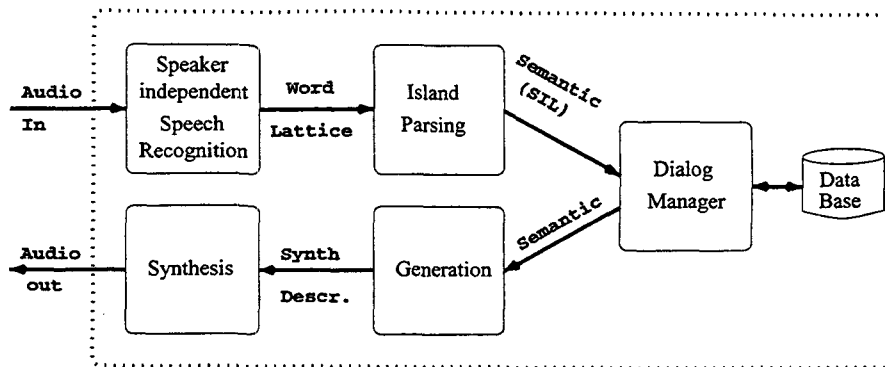 Speaker
independent
Speech
Recognition
Audio
In
Word
Lattice
Island
Parsing
Semantic
(SIL)
Dialog
Manager
Data
Base
Semantic
Generation
Synth
Descr.
Synthesis
Audio
out